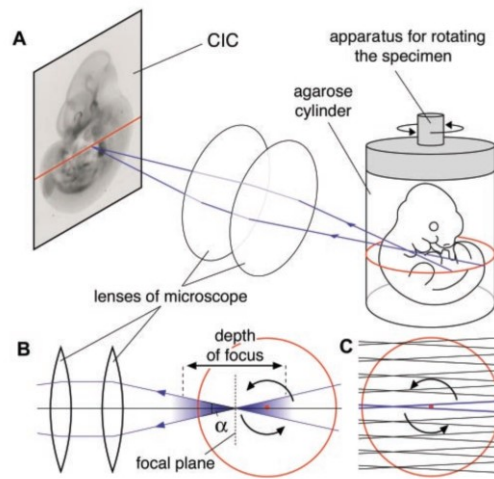 A
CIC
apparatus for rotating
the specimen
agarose
cylinder
lenses of microscope
B
depth
of focus
α
focal plane
C